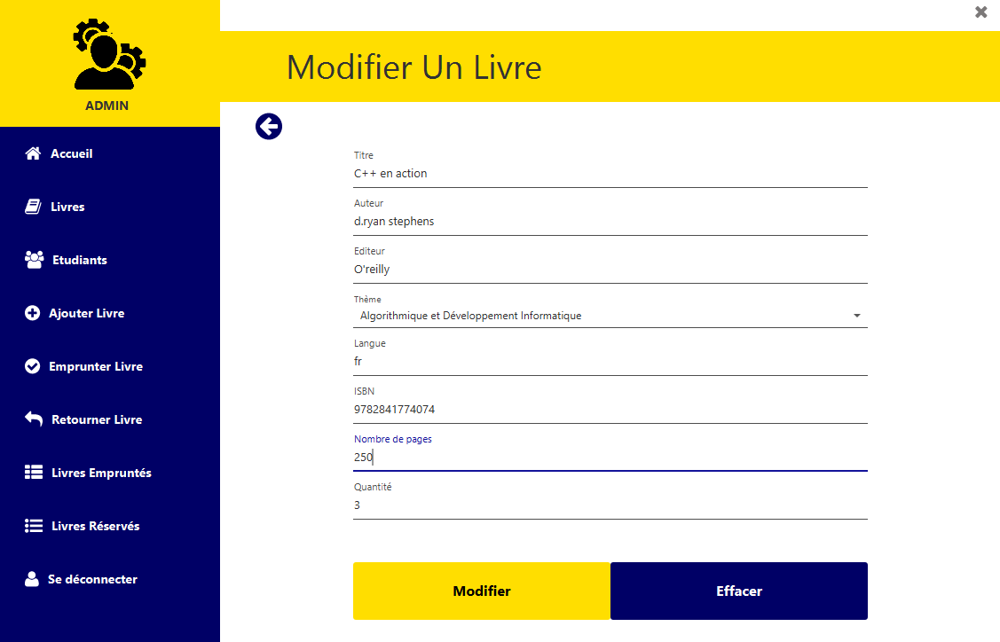 ADMIN
Accueil
Livres
Etudiants
Ajouter Livre
Emprunter Livre
Retourner Livre
Livres Empruntés
Livres Réservés
Se déconnecter
Modifier Un Livre
Titre
C++ en action
Auteur
d.ryan stephens
Editeur
O'reilly
Thème
Algorithmique et Développement Informatique
Langue
fr
ISBN
9782841774074
Nombre de pages
250
Quantité
3
Modifier
Effacer